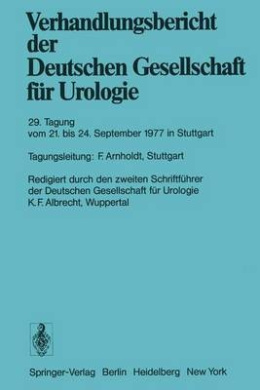 Verhandlungsbericht
der
Deutschen Gesellschaft
für Urologie
29. Tagung
vom 21. bis 24. September 1977 in Stuttgart
Tagungsleitung: F. Arnholdt, Stuttgart
Redigiert durch den zweiten Schriftführer
der Deutschen Gesellschaft für Urologie
K. F. Albrecht, Wuppertal
Springer-Verlag Berlin Heidelberg New York